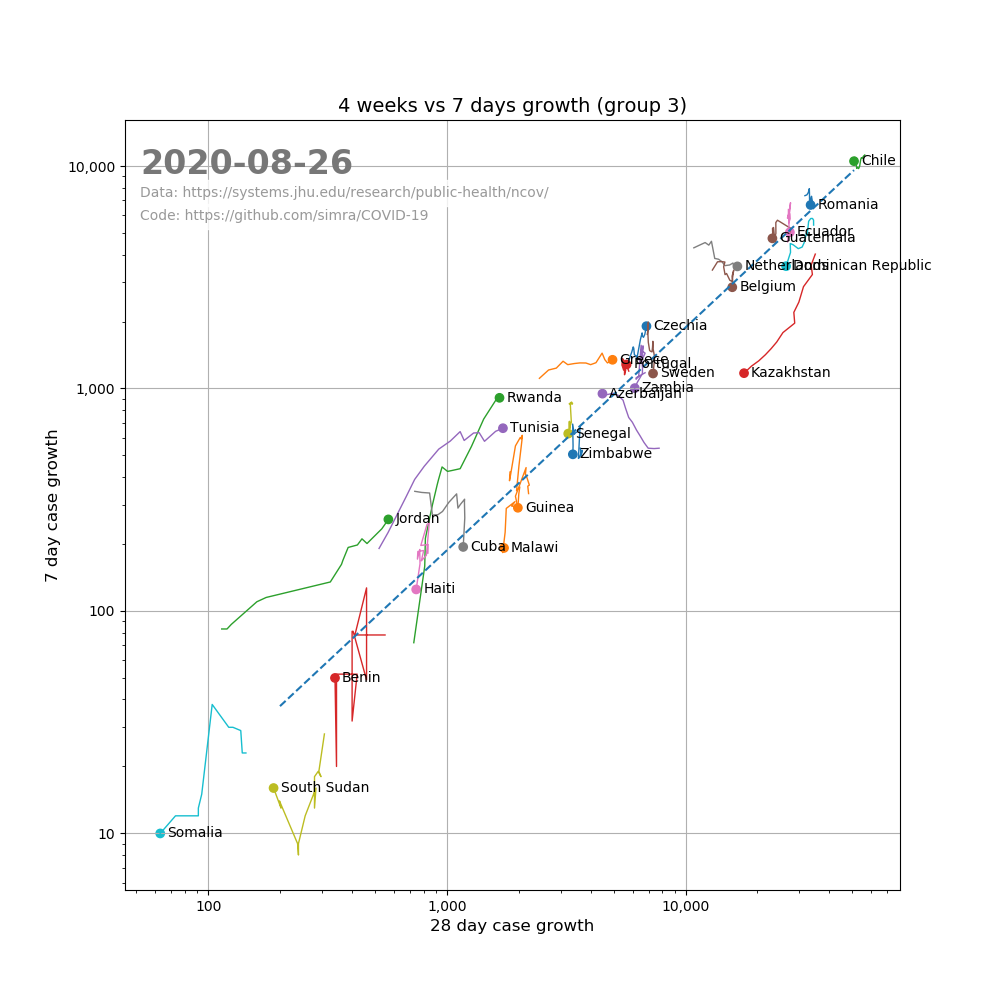 4 weeks vs 7 days growth (group 3)
2020-08-26
Data: https://systems.jhu.edu/research/public-health/ncov/
Code: https://github.com/simra/COVID-19
10,000
1,000
100
10
7 day case growth
Chile
Romania
Ecuador
Guatemala
Netherlands
Dominican Republic
Belgium
Czechia
Greece
Portugal
Sweden
Kazakhstan
Zambia
Azerbaijan
Rwanda
Tunisia
Senegal
Zimbabwe
Guinea
Jordan
Cuba
Malawi
Haiti
Benin
South Sudan
Somalia
100
1,000
10,000
28 day case growth